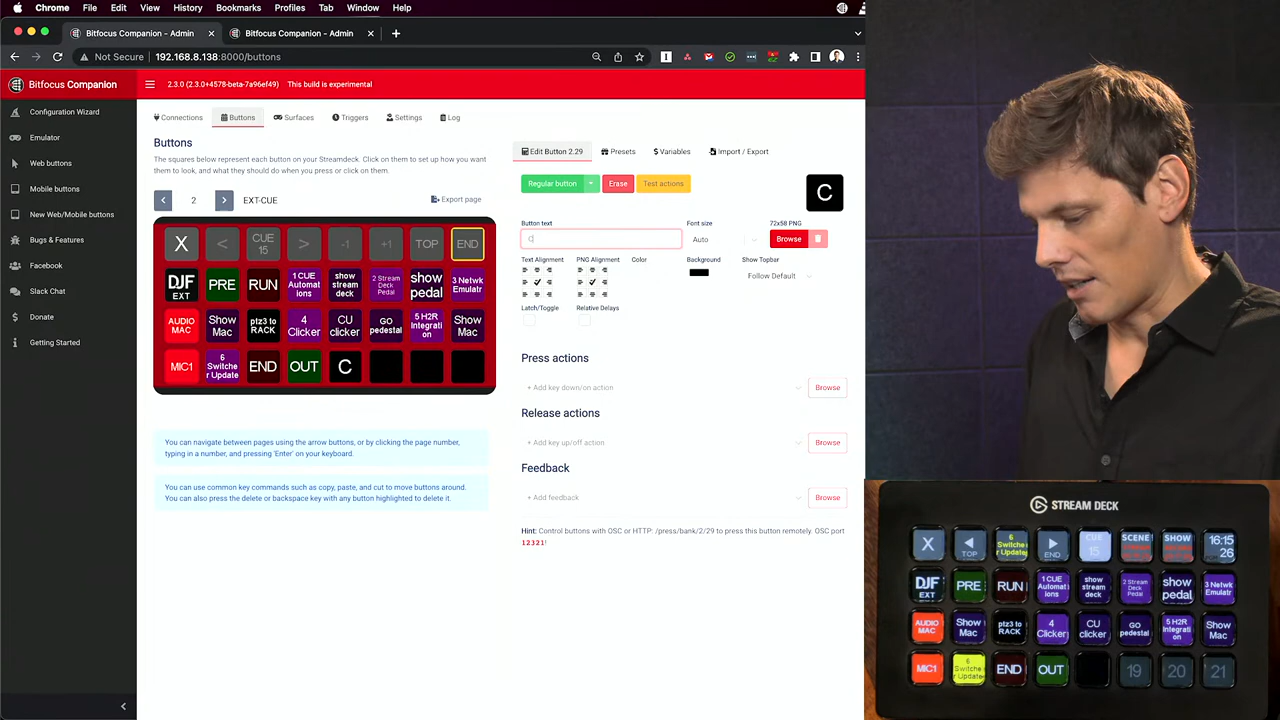 Chrome File Edit View History Bookmarks Profiles Tab Window Help
Bitfocus Companion - Admin
Bitfocus Companion - Admin
Not Secure 192.168.8.138:8000/buttons
Bitfocus Companion
2.3.0 (2.3.0+4578-beta-7a96ef49) This build is experimental
Configuration Wizard
Emulator
Web buttons
Mobile buttons
New Web/Mobile buttons
Bugs & Features
Facebook
Slack Chat
Donate
Getting Started
Connections Buttons Surfaces Triggers Settings Log
Buttons
The squares below represent each button on your Streamdeck. Click on them to set up how you want
them to look, and what they should do when you press or click on them.
2 EXT-CUE Export page
X < CUE 15 > -1 +1 TOP END
DJF EXT PRE RUN 1 CUE Automat ions show stream deck 2 Stream Deck Pedal show pedal 3 Netwk Emulatr
AUDIO MAC Show Mac ptz3 to RACK 4 Clicker CU clicker GO pedestal 5 H2R Integrati on Show Mac
MIC1 6 Switche r Update END OUT C
You can navigate between pages using the arrow buttons, or by clicking the page number,
typing in a number, and pressing 'Enter' on your keyboard.
You can use common key commands such as copy, paste, and cut to move buttons around.
You can also press the delete or backspace key with any button highlighted to delete it.
Edit Button 2.29 Presets Variables Import / Export
Regular button Erase Test actions
C
Button text Font size 72x58 PNG
C Auto Browse
Text Alignment PNG Alignment Color Background Show Topbar
Follow Default
Latch/Toggle Relative Delays
Press actions
+ Add key down/on action Browse
Release actions
+ Add key up/off action Browse
Feedback
+ Add feedback Browse
Hint: Control buttons with OSC or HTTP: /press/bank/2/29 to press this button remotely. OSC port
12321!
STREAM DECK
X TOP 6 Switche r Update END CUE 15 SCENE SHOW 16:15 26
DJF EXT PRE RUN 1 CUE Automat ions show stream deck 2 Stream Deck Pedal show pedal 3 Netwk Emulatr
AUDIO MAC Show Mac ptz3 to RACK 4 Clicker CU clicker GO pedestal 5 H2R Integrati on Show Mac
MIC1 6 Switche r Update END OUT 19 20 21